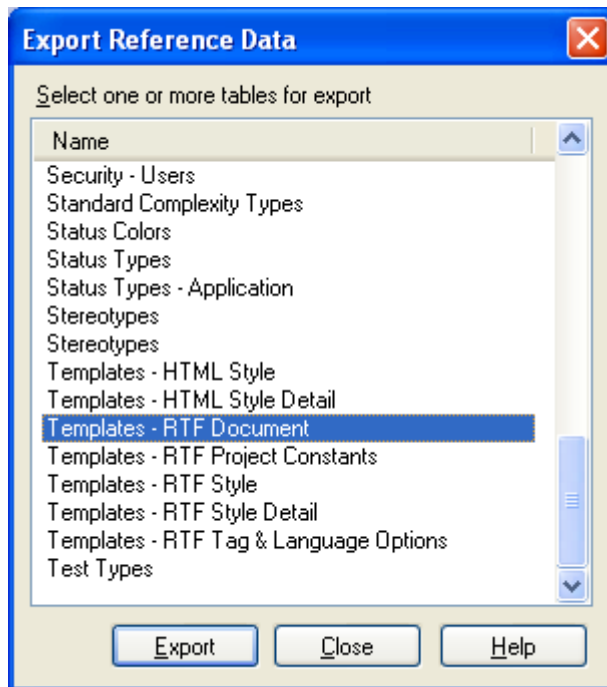 Export Reference Data
Select one or more tables for export
Name
Security - Users
Standard Complexity Types
Status Colors
Status Types
Status Types - Application
Stereotypes
Stereotypes
Templates - HTML Style
Templates - HTML Style Detail
Templates - RTF Document
Templates - RTF Project Constants
Templates - RTF Style
Templates - RTF Style Detail
Templates - RTF Tag & Language Options
Test Types
Export Close Help